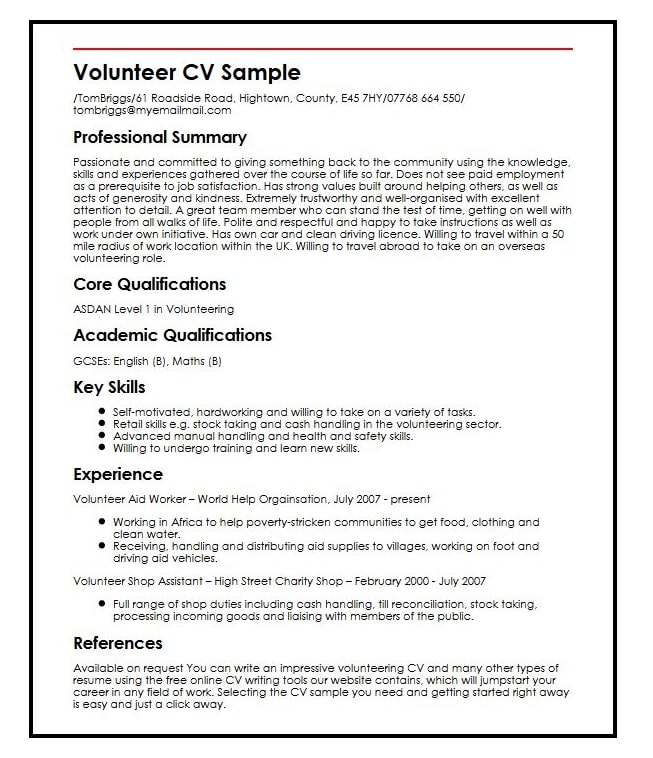 Volunteer CV Sample
/TomBriggs/61 Roadside Road, Hightown, County, E45 7HY/07768 664 550/
tombriggs@myemailmail.com
Professional Summary
Passionate and committed to giving something back to the community using the knowledge,
skills and experiences gathered over the course of life so far. Does not see paid employment
as a prerequisite to job satisfaction. Has strong values built around helping others, as well as
acts of generosity and kindness. Extremely trustworthy and well-organised with excellent
attention to detail. A great team member who can stand the test of time, getting on well with
people from all walks of life. Polite and respectful and happy to take instructions as well as
work under own initiative. Has own car and clean driving licence. Willing to travel within a 50
mile radius of work location within the UK. Willing to travel abroad to take on an overseas
volunteering role.
Core Qualifications
ASDAN Level 1 in Volunteering
Academic Qualifications
GCSEs: English (B), Maths (B)
Key Skills
● Self-motivated, hardworking and willing to take on a variety of tasks.
● Retail skills e.g. stock taking and cash handling in the volunteering sector.
● Advanced manual handling and health and safety skills.
● Willing to undergo training and learn new skills.
Experience
Volunteer Aid Worker – World Help Orgainsation, July 2007 - present
● Working in Africa to help poverty-stricken communities to get food, clothing and
clean water.
● Receiving, handling and distributing aid supplies to villages, working on foot and
driving aid vehicles.
Volunteer Shop Assistant – High Street Charity Shop – February 2000 - July 2007
● Full range of shop duties including cash handling, till reconciliation, stock taking,
processing incoming goods and liaising with members of the public.
References
Available on request You can write an impressive volunteering CV and many other types of
resume using the free online CV writing tools our website contains, which will jumpstart your
career in any field of work. Selecting the CV sample you need and getting started right away
is easy and just a click away.